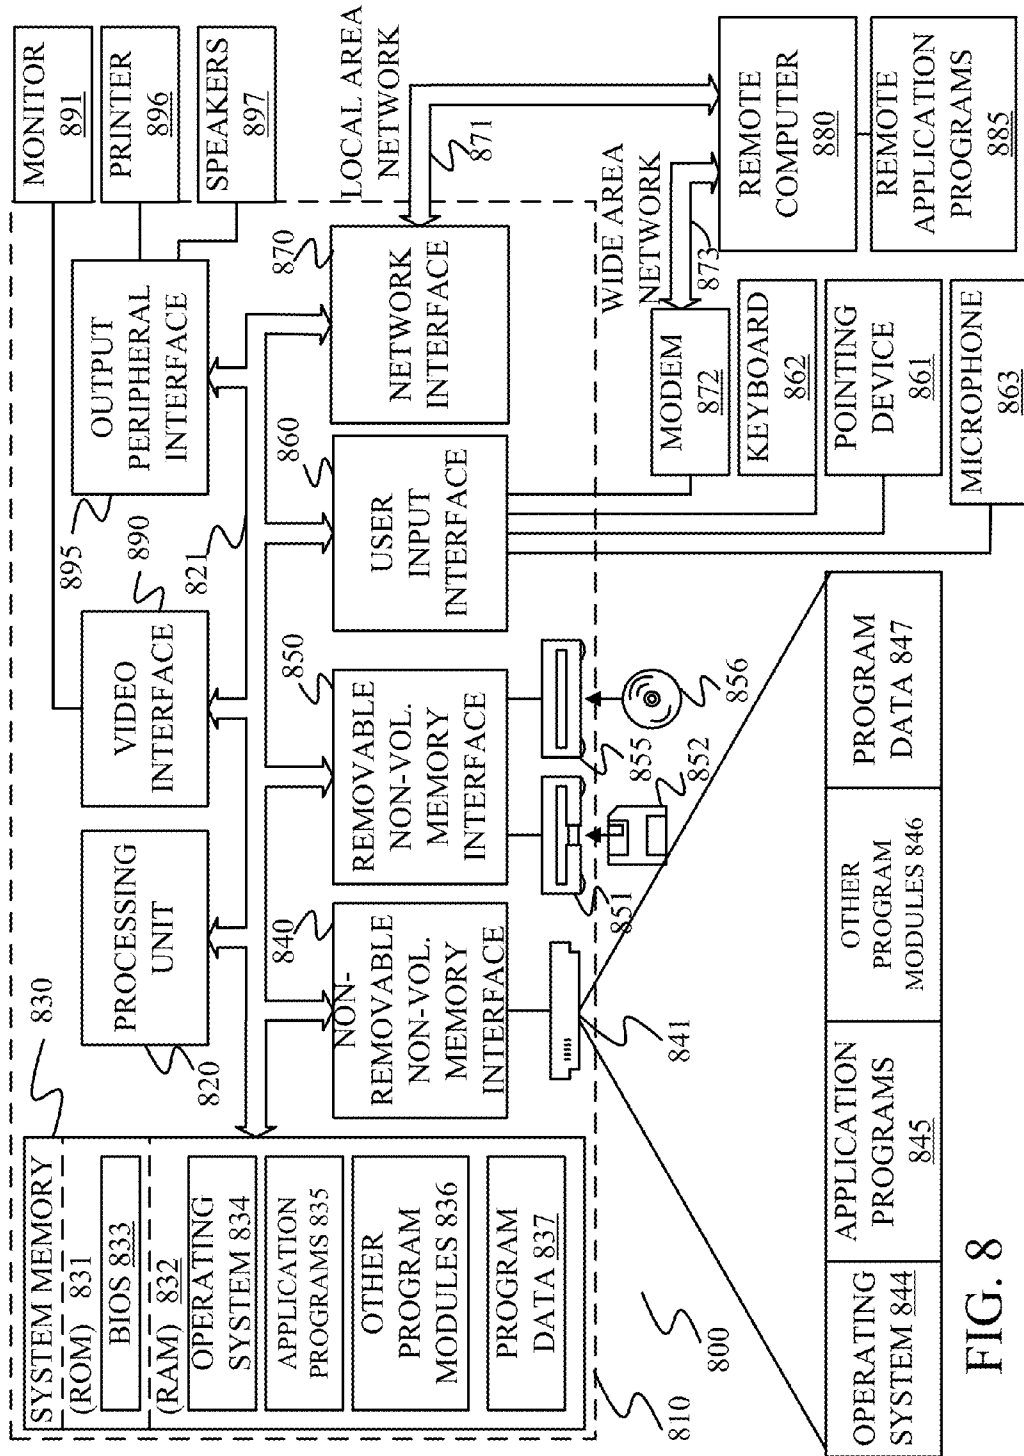 SYSTEM MEMORY
(ROM) 831
BIOS 833
(RAM) 832
OPERATING
SYSTEM 834
APPLICATION
PROGRAMS 835
OTHER
PROGRAM
MODULES 836
PROGRAM
DATA 837
830
820
PROCESSING
UNIT
VIDEO
INTERFACE
890
821
895
OUTPUT
PERIPHERAL
INTERFACE
MONITOR
891
PRINTER
896
SPEAKERS
897
840
NON-
REMOVABLE
NON-VOL.
MEMORY
INTERFACE
850
REMOVABLE
NON-VOL.
MEMORY
INTERFACE
860
USER
INPUT
INTERFACE
870
NETWORK
INTERFACE
LOCAL AREA
NETWORK
871
810
800
841
851
852
855
856
WIDE AREA
NETWORK
873
MODEM
872
KEYBOARD
862
POINTING
DEVICE
861
MICROPHONE
863
REMOTE
COMPUTER
880
REMOTE
APPLICATION
PROGRAMS
885
OPERATING
SYSTEM 844
APPLICATION
PROGRAMS
845
OTHER
PROGRAM
MODULES 846
PROGRAM
DATA 847
FIG. 8